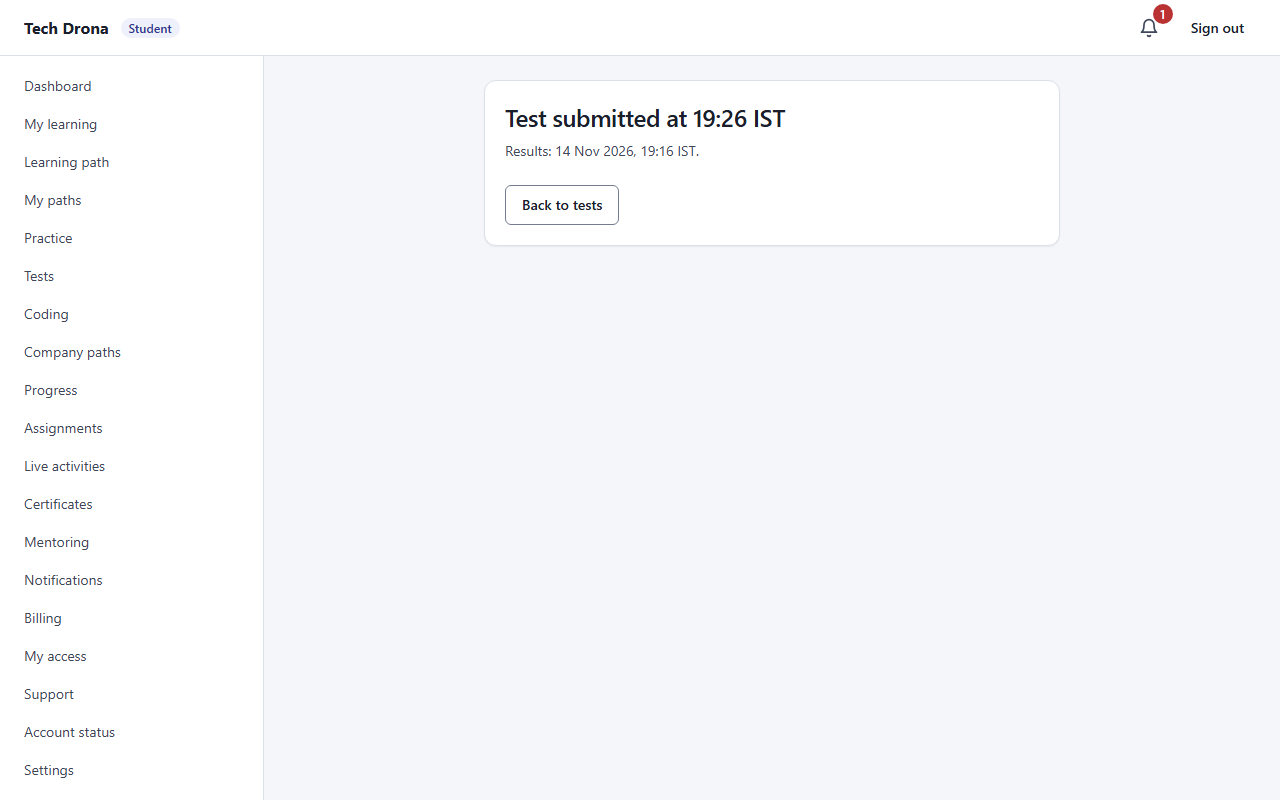 Tech Drona
Student
1
Sign out
Dashboard
My learning
Learning path
My paths
Practice
Tests
Coding
Company paths
Progress
Assignments
Live activities
Certificates
Mentoring
Notifications
Billing
My access
Support
Account status
Settings
Test submitted at 19:26 IST
Results: 14 Nov 2026, 19:16 IST.
Back to tests